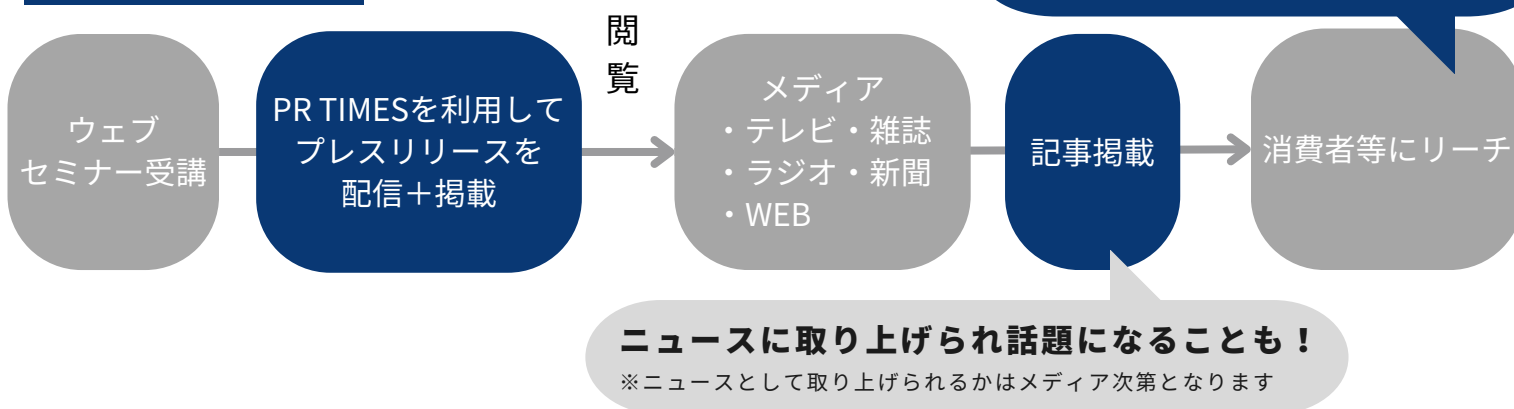 ウェブ
セミナー受講
PR TIMESを利用して
プレスリリースを
配信＋掲載
閲
覧
メディア
・テレビ・雑誌
・ラジオ・新聞
・WEB
記事掲載
消費者等にリーチ
ニュースに取り上げられ話題になることも！
※ニュースとして取り上げられるかはメディア次第となります